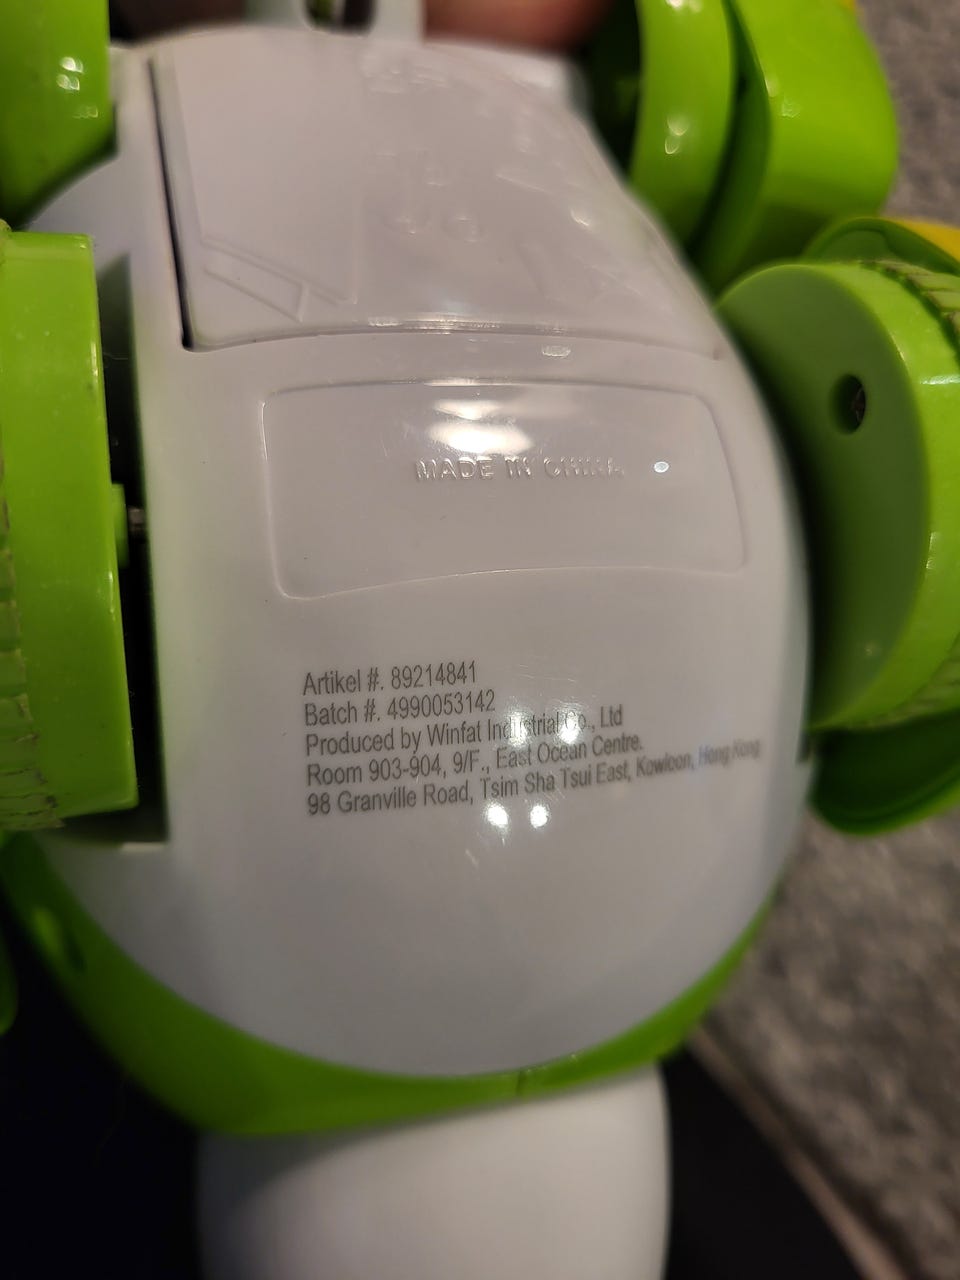 MADE IN CHINA
Artikel #. 89214841
Batch #. 4990053142
Produced by Winfat Industrial Co., Ltd
Room 903-904, 9/F., East Ocean Centre.
98 Granville Road, Tsim Sha Tsui East, Kowloon, Hong Kong